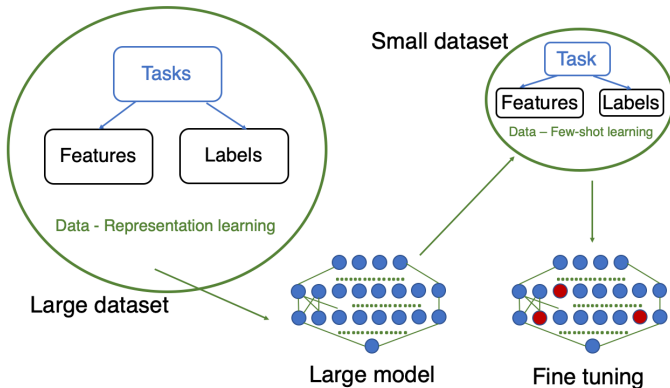 Tasks
Features
Labels
Data - Representation learning
Large dataset
Small dataset
Task
Features
Labels
Data – Few-shot learning
Large model
Fine tuning